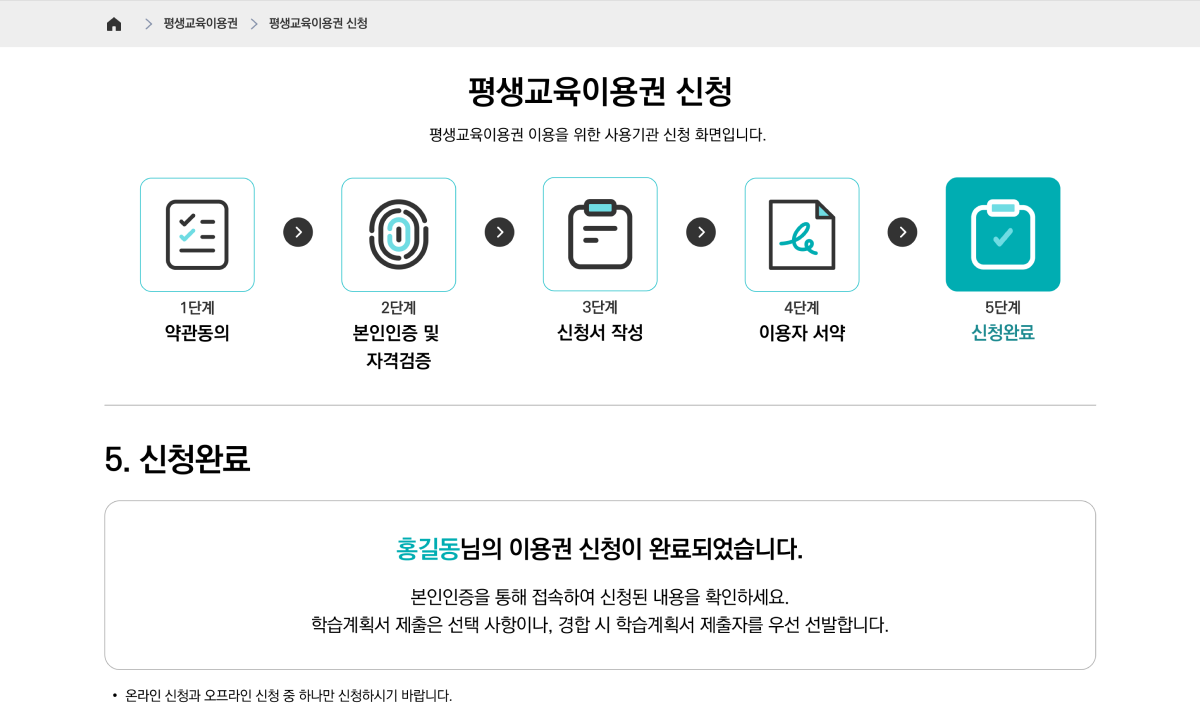 평생교육이용권 평생교육이용권 신청
평생교육이용권 신청
평생교육이용권 이용을 위한 사용기관 신청 화면입니다.
1단계
약관동의
2단계
본인인증 및
자격검증
3단계
신청서 작성
4단계
이용자 서약
5단계
신청완료
5. 신청완료
홍길동님의 이용권 신청이 완료되었습니다.
본인인증을 통해 접속하여 신청된 내용을 확인하세요.
학습계획서 제출은 선택 사항이나, 경합 시 학습계획서 제출자를 우선 선발합니다.
• 온라인 신청과 오프라인 신청 중 하나만 신청하시기 바랍니다.